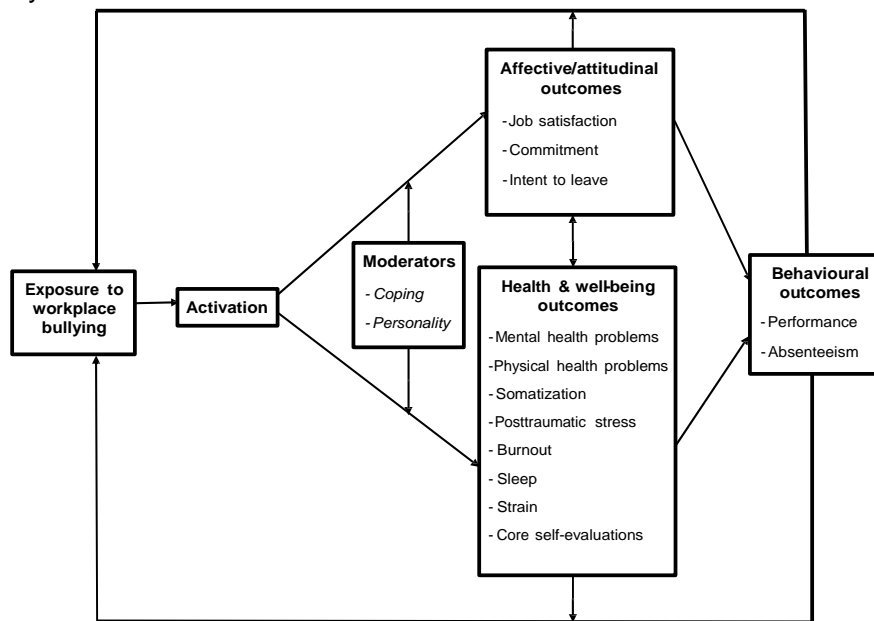 Exposure to
workplace
bullying
Activation
Moderators
- Coping
- Personality
Affective/attitudinal
outcomes
- Job satisfaction
- Commitment
- Intent to leave
Health & well-being
outcomes
- Mental health problems
- Physical health problems
- Somatization
- Posttraumatic stress
- Burnout
- Sleep
- Strain
- Core self-evaluations
Behavioural
outcomes
- Performance
- Absenteeism